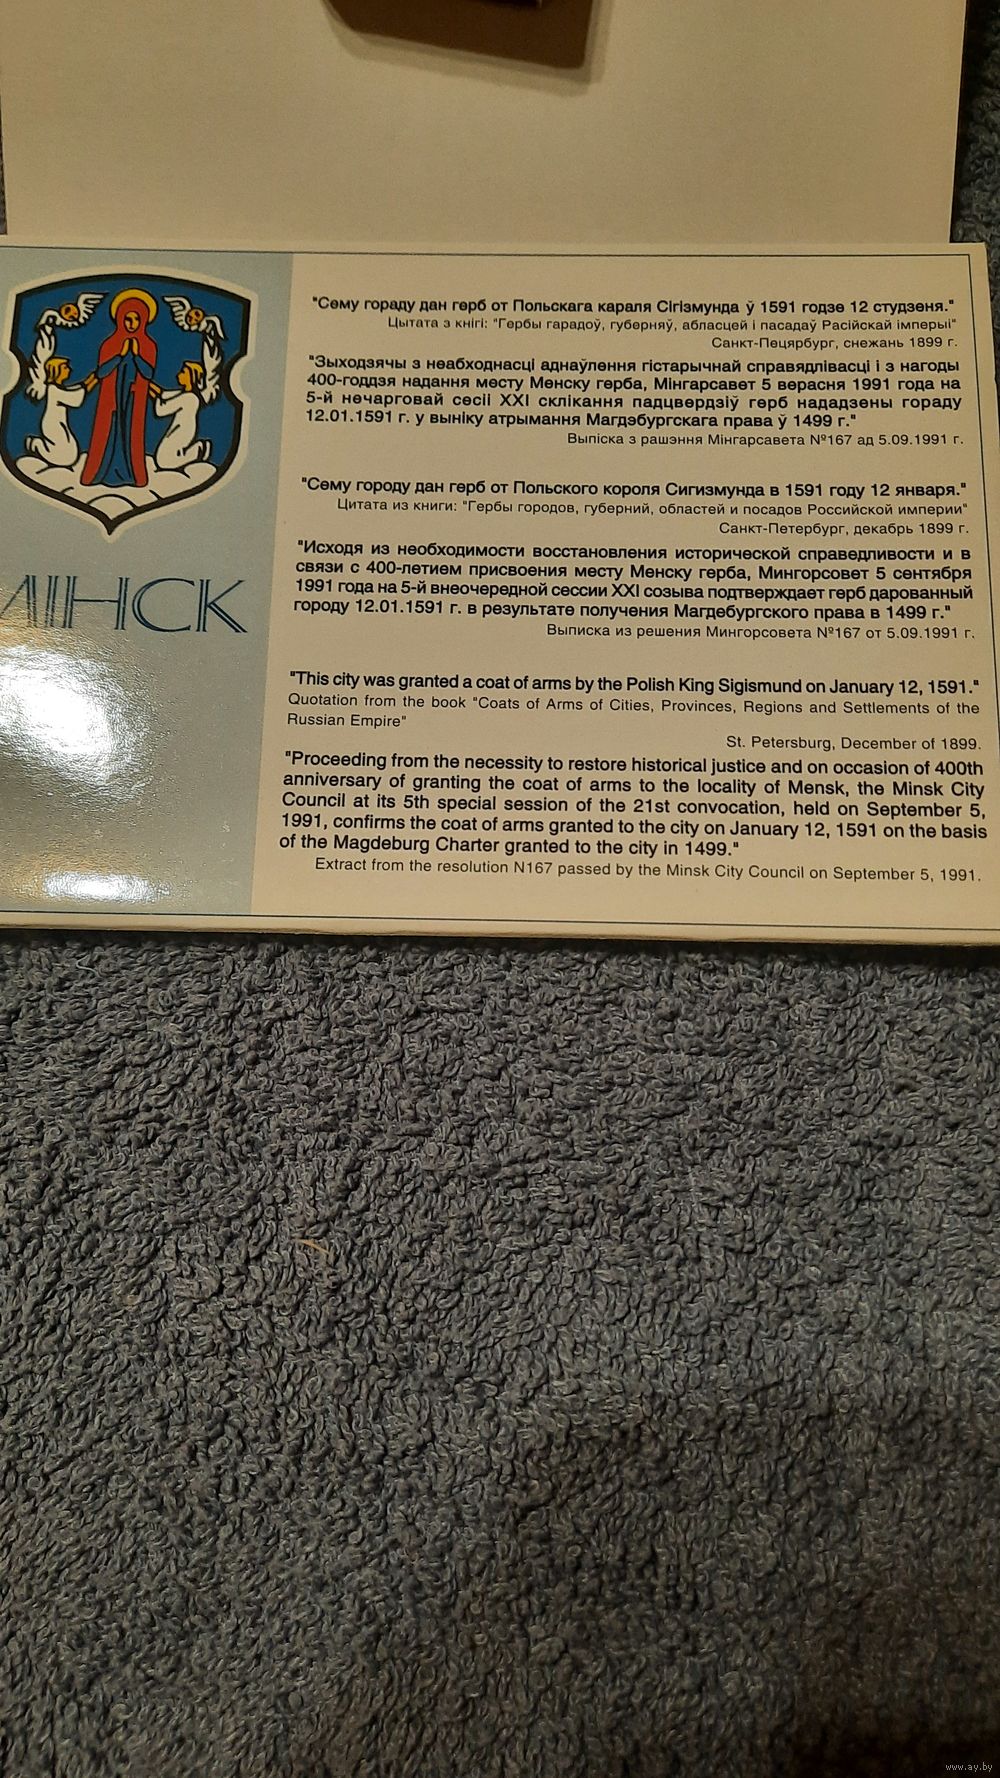 МІНСК
"Сему гораду дан герб от Польскага караля Сігізмунда ў 1591 годзе 12 студзеня."
Цытата з кнігі: "Гербы гарадоў, губерняў, абласцей і пасадаў Расійскай імперыі"
Санкт-Пецярбург, снежань 1899 г.
"Зыходзячы з неабходнасці аднаўлення гістарычнай справядлівасці і з нагоды
400-годдзя надання месту Менску герба, Мінгарсавет 5 верасня 1991 года на
5-й нечарговай сесіі XXI склікання падцвердзіў герб нададзены гораду
12.01.1591 г. у выніку атрымання Магдэбургскага права ў 1499 г."
Выпіска з рашэння Мінгарсавета №167 ад 5.09.1991 г.
"Сему городу дан герб от Польского короля Сигизмунда в 1591 году 12 января."
Цитата из книги: "Гербы городов, губерний, областей и посадов Российской империи"
Санкт-Петербург, декабрь 1899 г.
"Исходя из необходимости восстановления исторической справедливости и в
связи с 400-летием присвоения месту Менску герба, Мингорсовет 5 сентября
1991 года на 5-й внеочередной сессии XXI созыва подтверждает герб дарованный
городу 12.01.1591 г. в результате получения Магдебургского права в 1499 г."
Выписка из решения Мингорсовета №167 от 5.09.1991 г.
"This city was granted a coat of arms by the Polish King Sigismund on January 12, 1591."
Quotation from the book "Coats of Arms of Cities, Provinces, Regions and Settlements of the
Russian Empire"
St. Petersburg, December of 1899.
"Proceeding from the necessity to restore historical justice and on occasion of 400th
anniversary of granting the coat of arms to the locality of Mensk, the Minsk City
Council at its 5th special session of the 21st convocation, held on September 5,
1991, confirms the coat of arms granted to the city on January 12, 1591 on the basis
of the Magdeburg Charter granted to the city in 1499."
Extract from the resolution N167 passed by the Minsk City Council on September 5, 1991.
www.ay.by